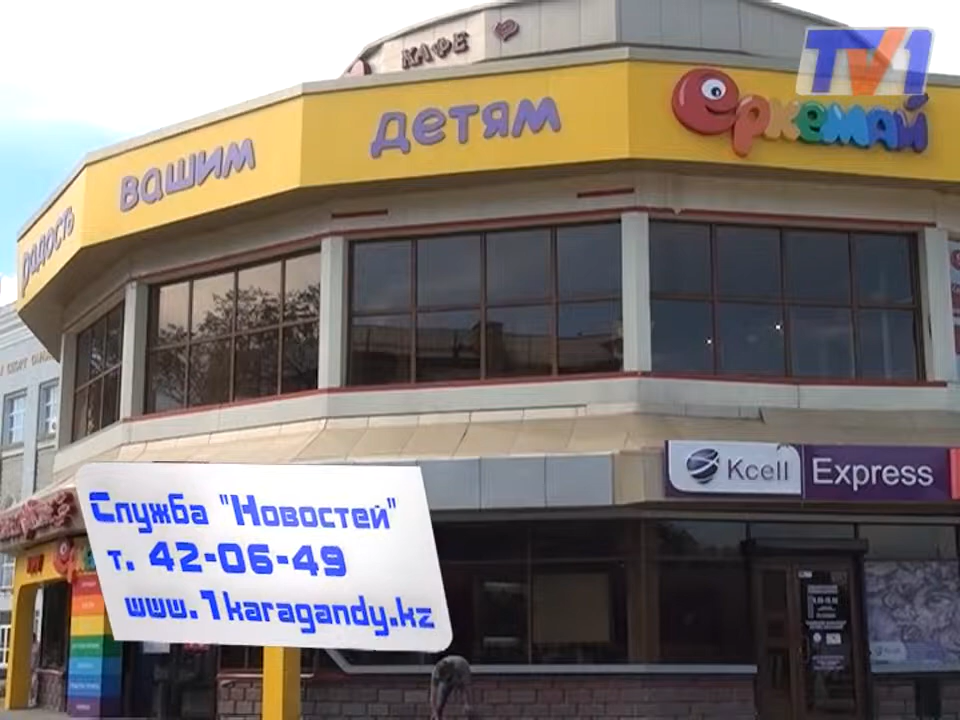 КАФЕ
TV1
радость вашим детям еркемай
Kcell Express
Служба "Новостей"
т. 42-06-49
www.1karagandy.kz